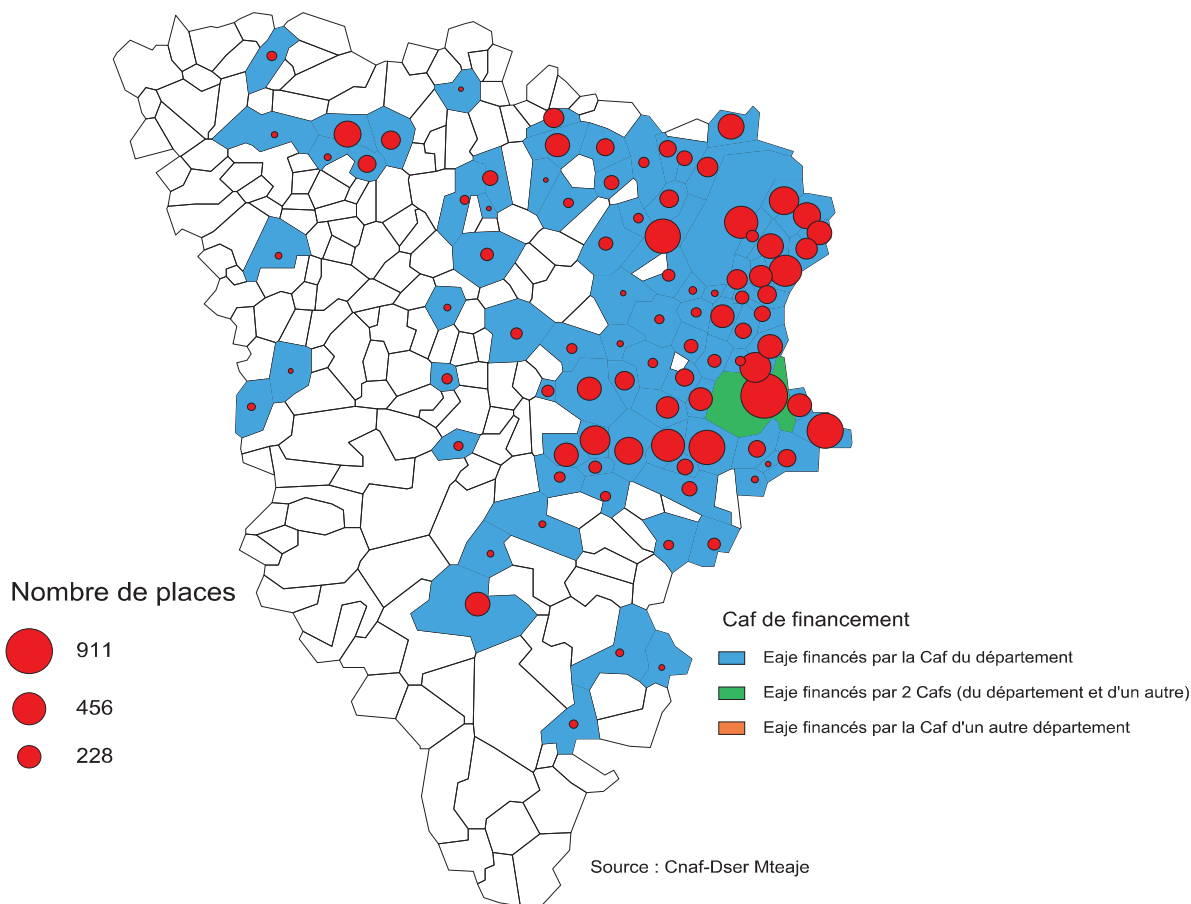 Nombre de places
911
456
228
Caf de financement
Eaje financés par la Caf du département
Eaje financés par 2 Cafs (du département et d'un autre)
Eaje financés par la Caf d'un autre département
Source : Cnaf-Dser Mteaje